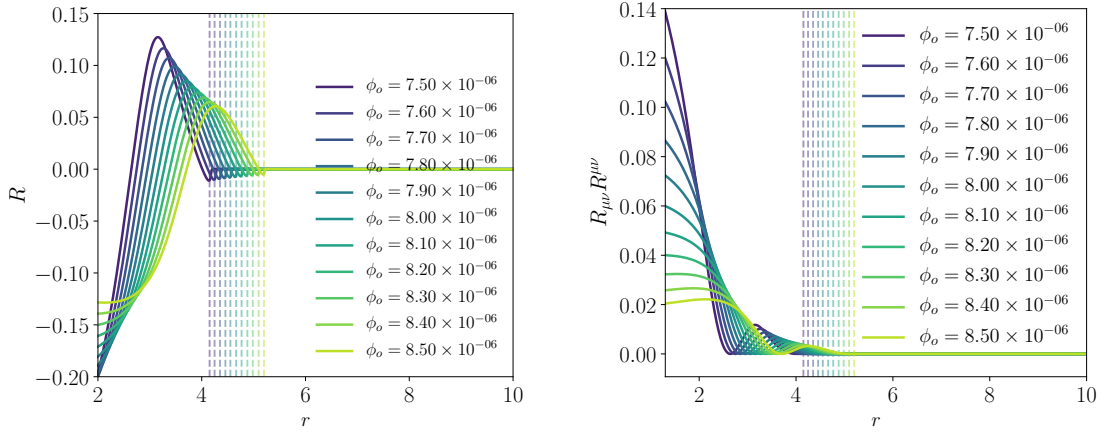 0.15
0.10
0.05
0.00
−0.05
−0.10
−0.15
−0.20
R
2 4 6 8 10
r
ϕₒ = 7.50 × 10⁻⁰⁶
ϕₒ = 7.60 × 10⁻⁰⁶
ϕₒ = 7.70 × 10⁻⁰⁶
ϕₒ = 7.80 × 10⁻⁰⁶
ϕₒ = 7.90 × 10⁻⁰⁶
ϕₒ = 8.00 × 10⁻⁰⁶
ϕₒ = 8.10 × 10⁻⁰⁶
ϕₒ = 8.20 × 10⁻⁰⁶
ϕₒ = 8.30 × 10⁻⁰⁶
ϕₒ = 8.40 × 10⁻⁰⁶
ϕₒ = 8.50 × 10⁻⁰⁶
0.14
0.12
0.10
0.08
0.06
0.04
0.02
0.00
R_{μν}R^{μν}
2 4 6 8 10
r
ϕₒ = 7.50 × 10⁻⁰⁶
ϕₒ = 7.60 × 10⁻⁰⁶
ϕₒ = 7.70 × 10⁻⁰⁶
ϕₒ = 7.80 × 10⁻⁰⁶
ϕₒ = 7.90 × 10⁻⁰⁶
ϕₒ = 8.00 × 10⁻⁰⁶
ϕₒ = 8.10 × 10⁻⁰⁶
ϕₒ = 8.20 × 10⁻⁰⁶
ϕₒ = 8.30 × 10⁻⁰⁶
ϕₒ = 8.40 × 10⁻⁰⁶
ϕₒ = 8.50 × 10⁻⁰⁶